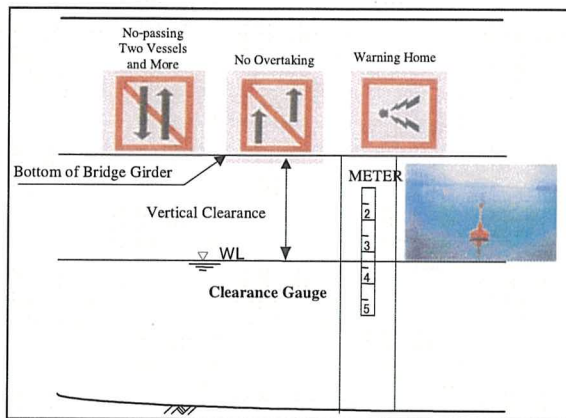 No-passing
Two Vessels
and More
No Overtaking
Warning Home
Bottom of Bridge Girder
METER
Vertical Clearance
2
3
WL
4
Clearance Gauge
5